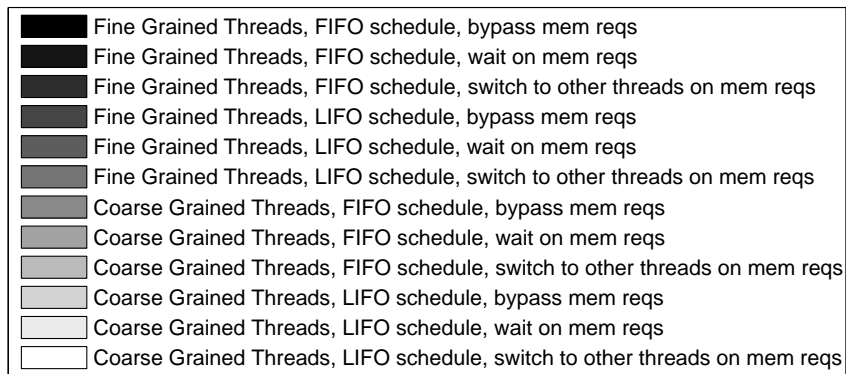 Fine Grained Threads, FIFO schedule, bypass mem reqs
Fine Grained Threads, FIFO schedule, wait on mem reqs
Fine Grained Threads, FIFO schedule, switch to other threads on mem reqs
Fine Grained Threads, LIFO schedule, bypass mem reqs
Fine Grained Threads, LIFO schedule, wait on mem reqs
Fine Grained Threads, LIFO schedule, switch to other threads on mem reqs
Coarse Grained Threads, FIFO schedule, bypass mem reqs
Coarse Grained Threads, FIFO schedule, wait on mem reqs
Coarse Grained Threads, FIFO schedule, switch to other threads on mem reqs
Coarse Grained Threads, LIFO schedule, bypass mem reqs
Coarse Grained Threads, LIFO schedule, wait on mem reqs
Coarse Grained Threads, LIFO schedule, switch to other threads on mem reqs